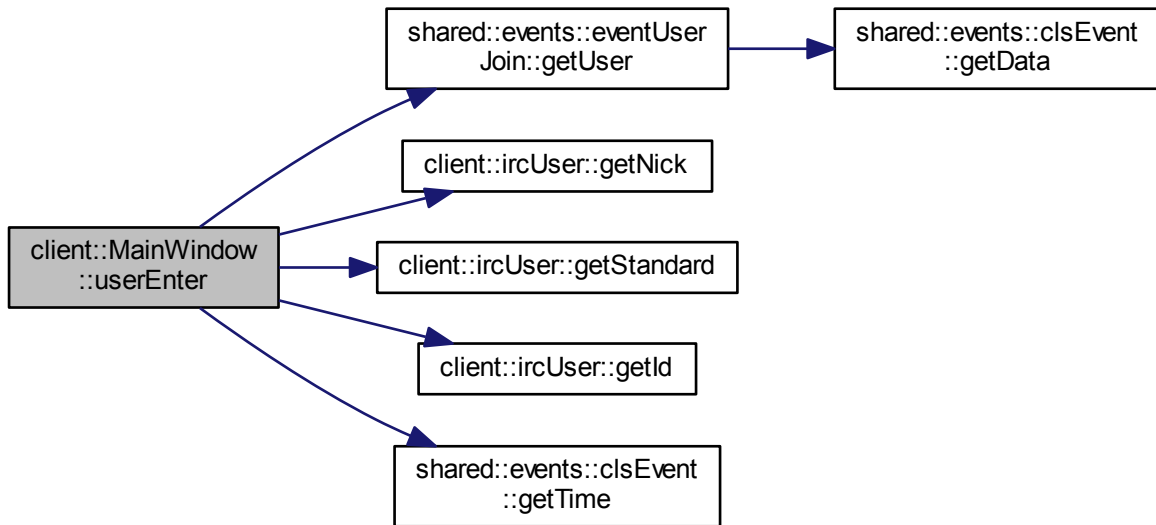 shared::events::eventUser
Join::getUser
shared::events::clsEvent
::getData
client::ircUser::getNick
client::MainWindow
::userEnter
client::ircUser::getStandard
client::ircUser::getId
shared::events::clsEvent
::getTime